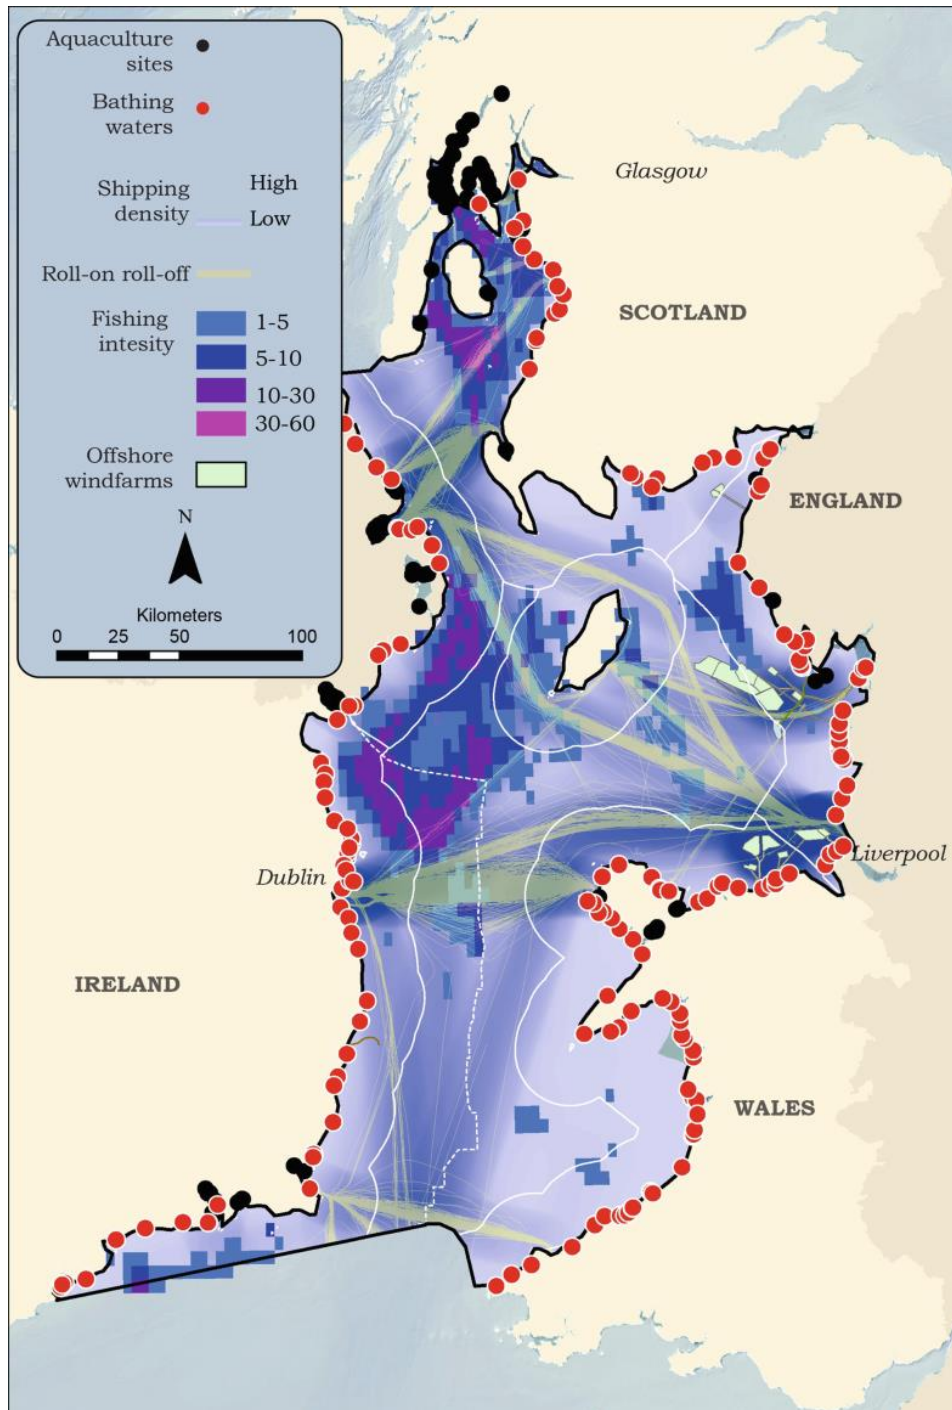 Aquaculture
sites
Bathing
waters
Shipping
density
High
Low
Roll-on roll-off
Fishing
intesity
1-5
5-10
10-30
30-60
Offshore
windfarms
N
Kilometers
0 25 50 100
Glasgow
SCOTLAND
ENGLAND
Liverpool
Dublin
IRELAND
WALES